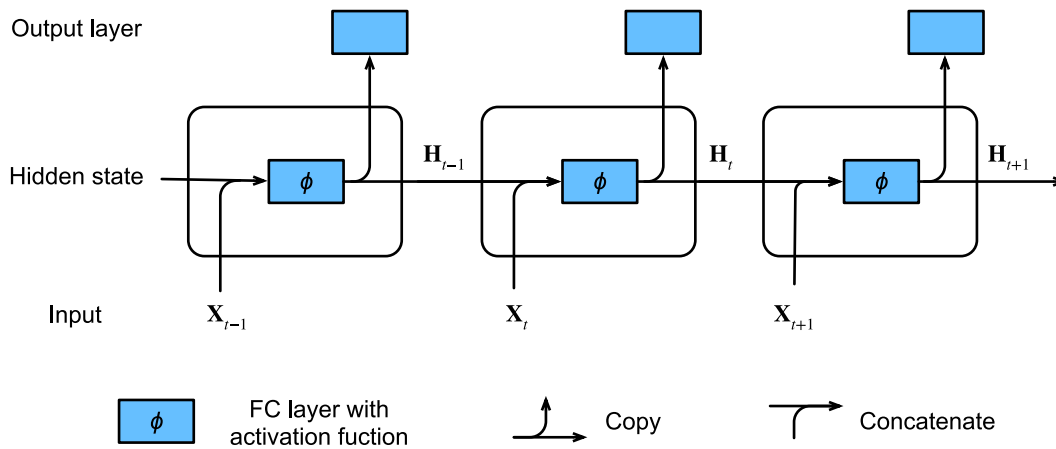 Output layer
Hidden state
ϕ
H_{t-1}
ϕ
H_t
ϕ
H_{t+1}
Input
X_{t-1}
X_t
X_{t+1}
ϕ
FC layer with
activation fuction
Copy
Concatenate